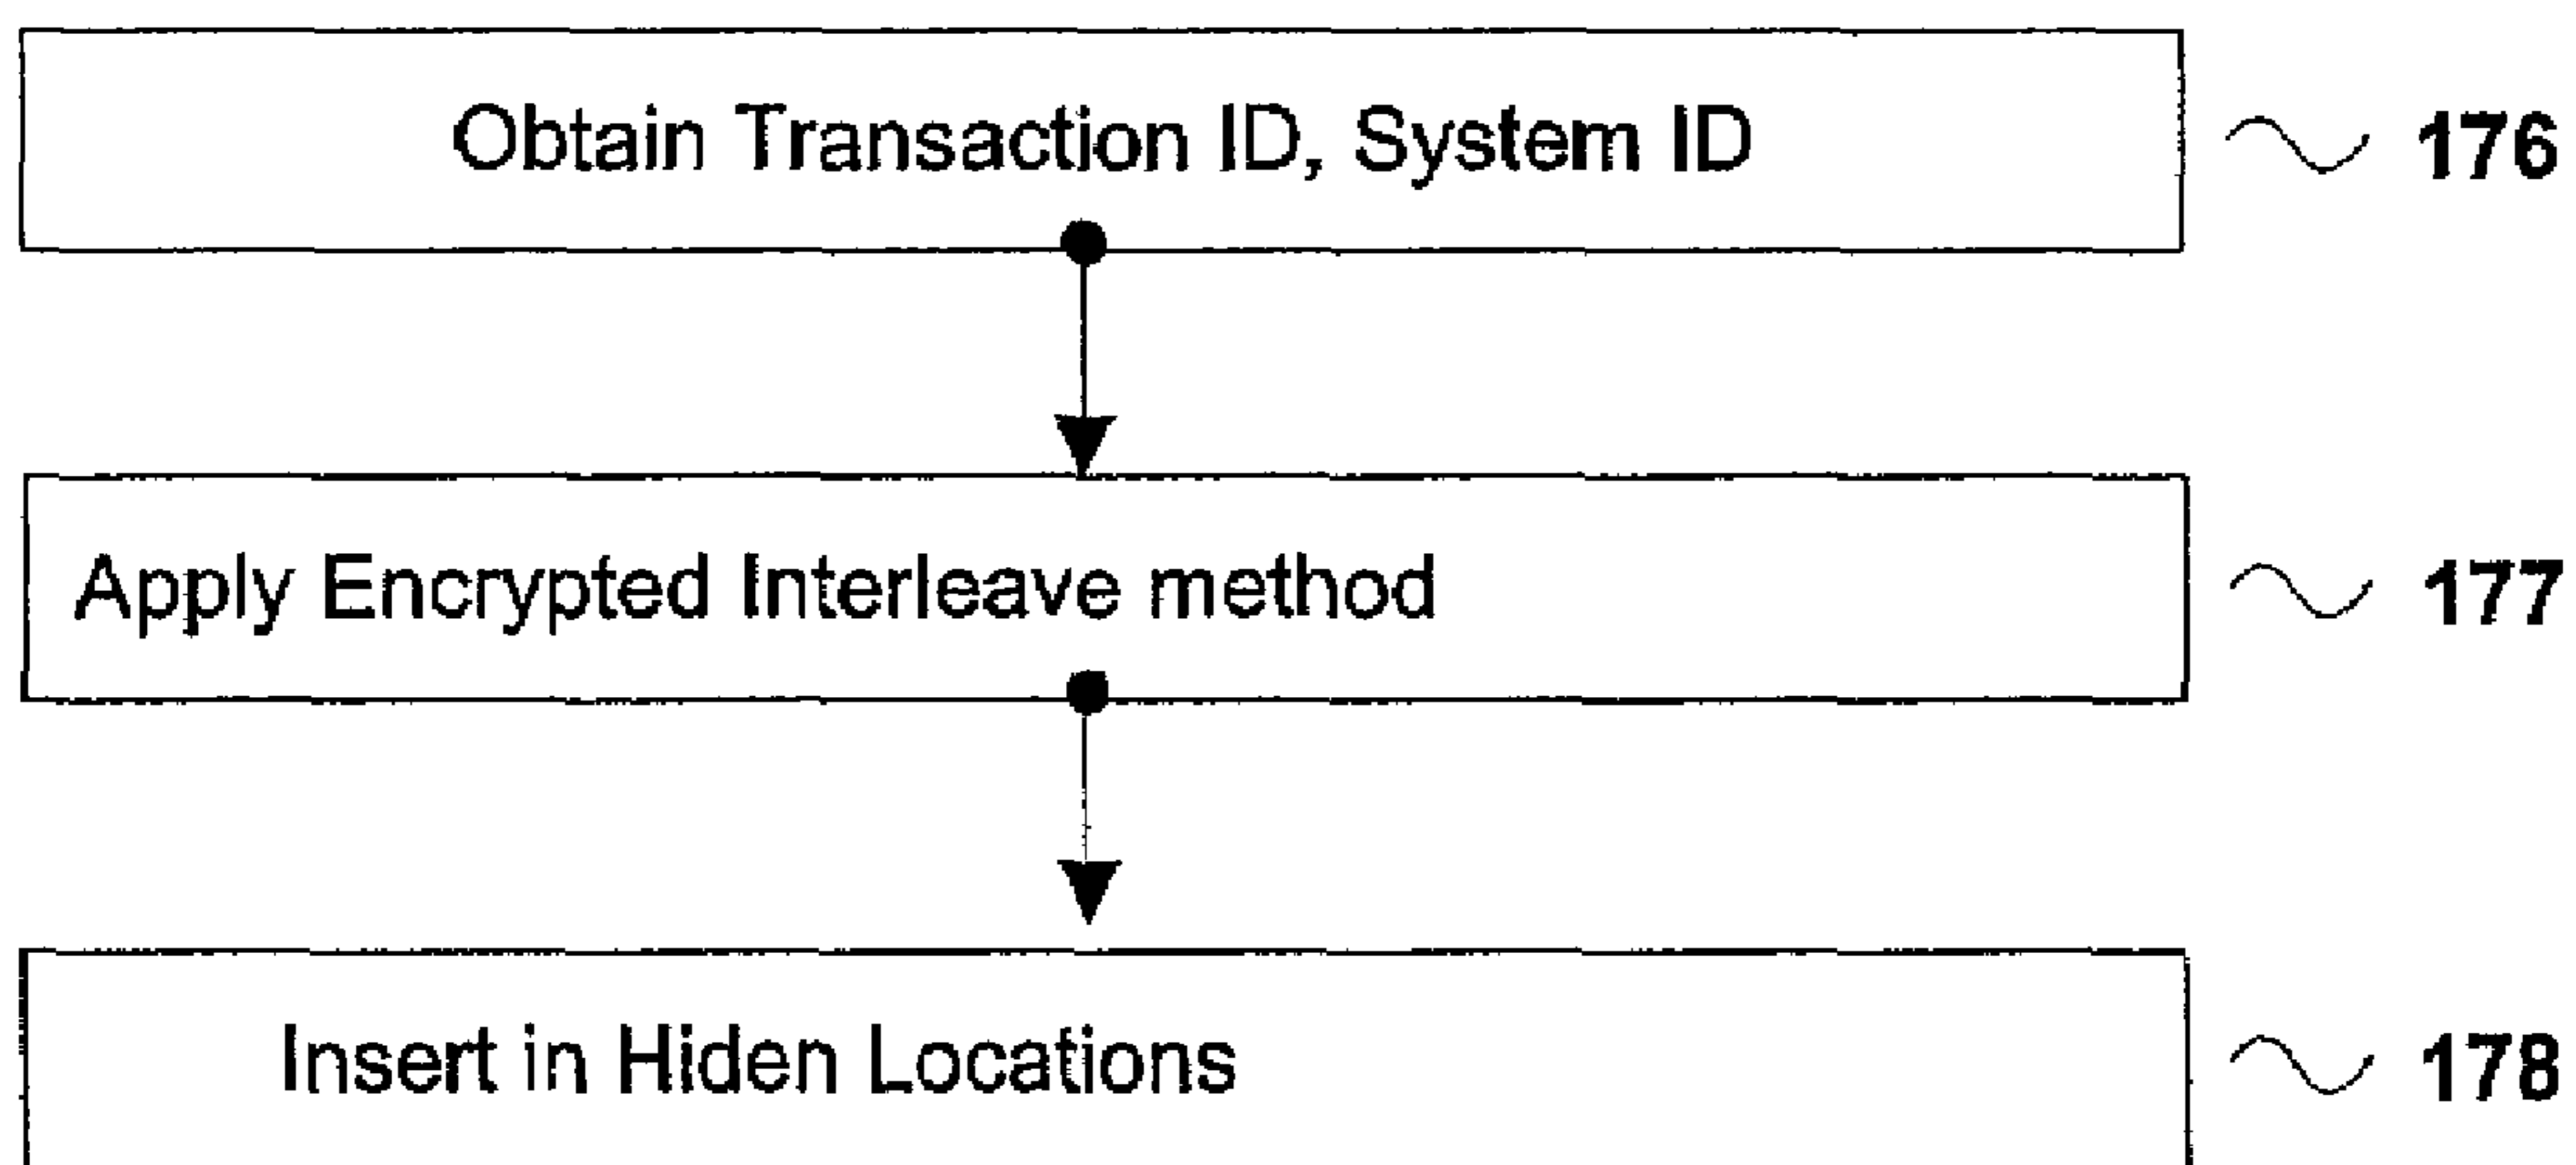 Obtain Transaction ID, System ID 176
Apply Encrypted Interleave method 177
Insert in Hiden Locations 178